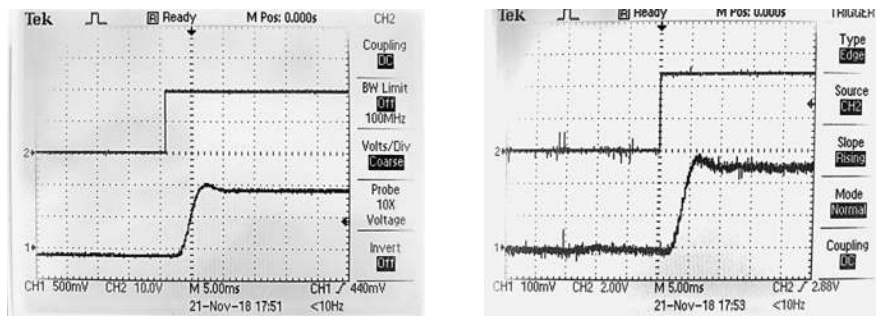 Tek
R Ready
M Pos: 0.000s
CH2
Coupling
DC
BW Limit
Off
100MHz
Volts/Div
Coarse
Probe
10X
Voltage
Invert
Off
2
1
CH1 500mV
CH2 10.0V
M 5.00ms
CH1
440mV
21-Nov-18 17:51
<10Hz
Tek
R Ready
M Pos: 0.000s
TRIGGER
Type
Edge
Source
CH2
Slope
Rising
Mode
Normal
Coupling
DC
2
1
CH1 100mV
CH2 2.00V
M 5.00ms
CH2
2.88V
21-Nov-18 17:53
<10Hz